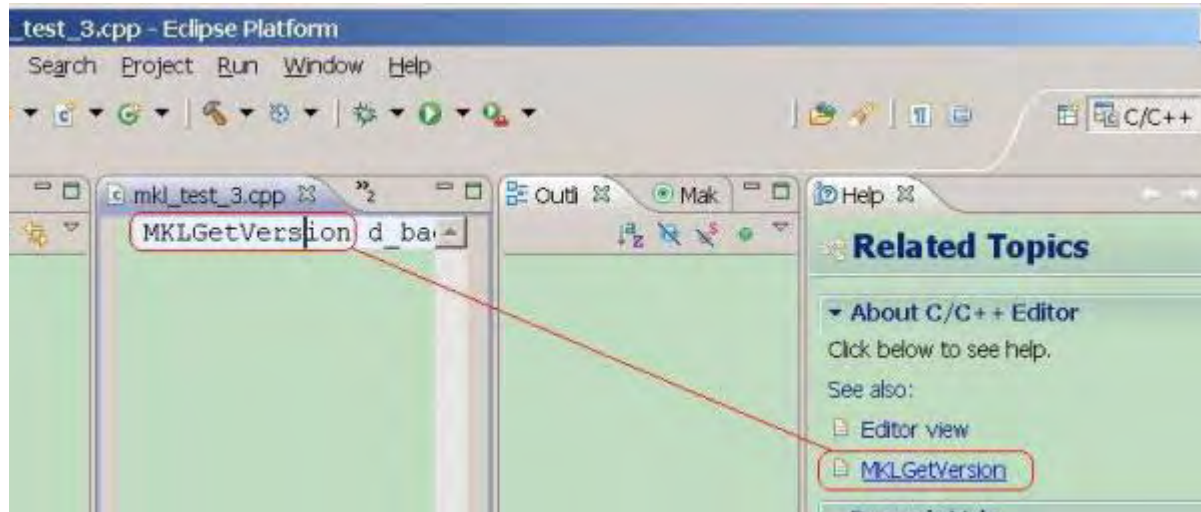 _test_3.cpp - Eclipse Platform
Search Project Run Window Help
C/C++
mkl_test_3.cpp
»2
Outli
Mak
Help
MKLGetVersion d_ba
Related Topics
About C/C++ Editor
Click below to see help.
See also:
Editor view
MKLGetVersion